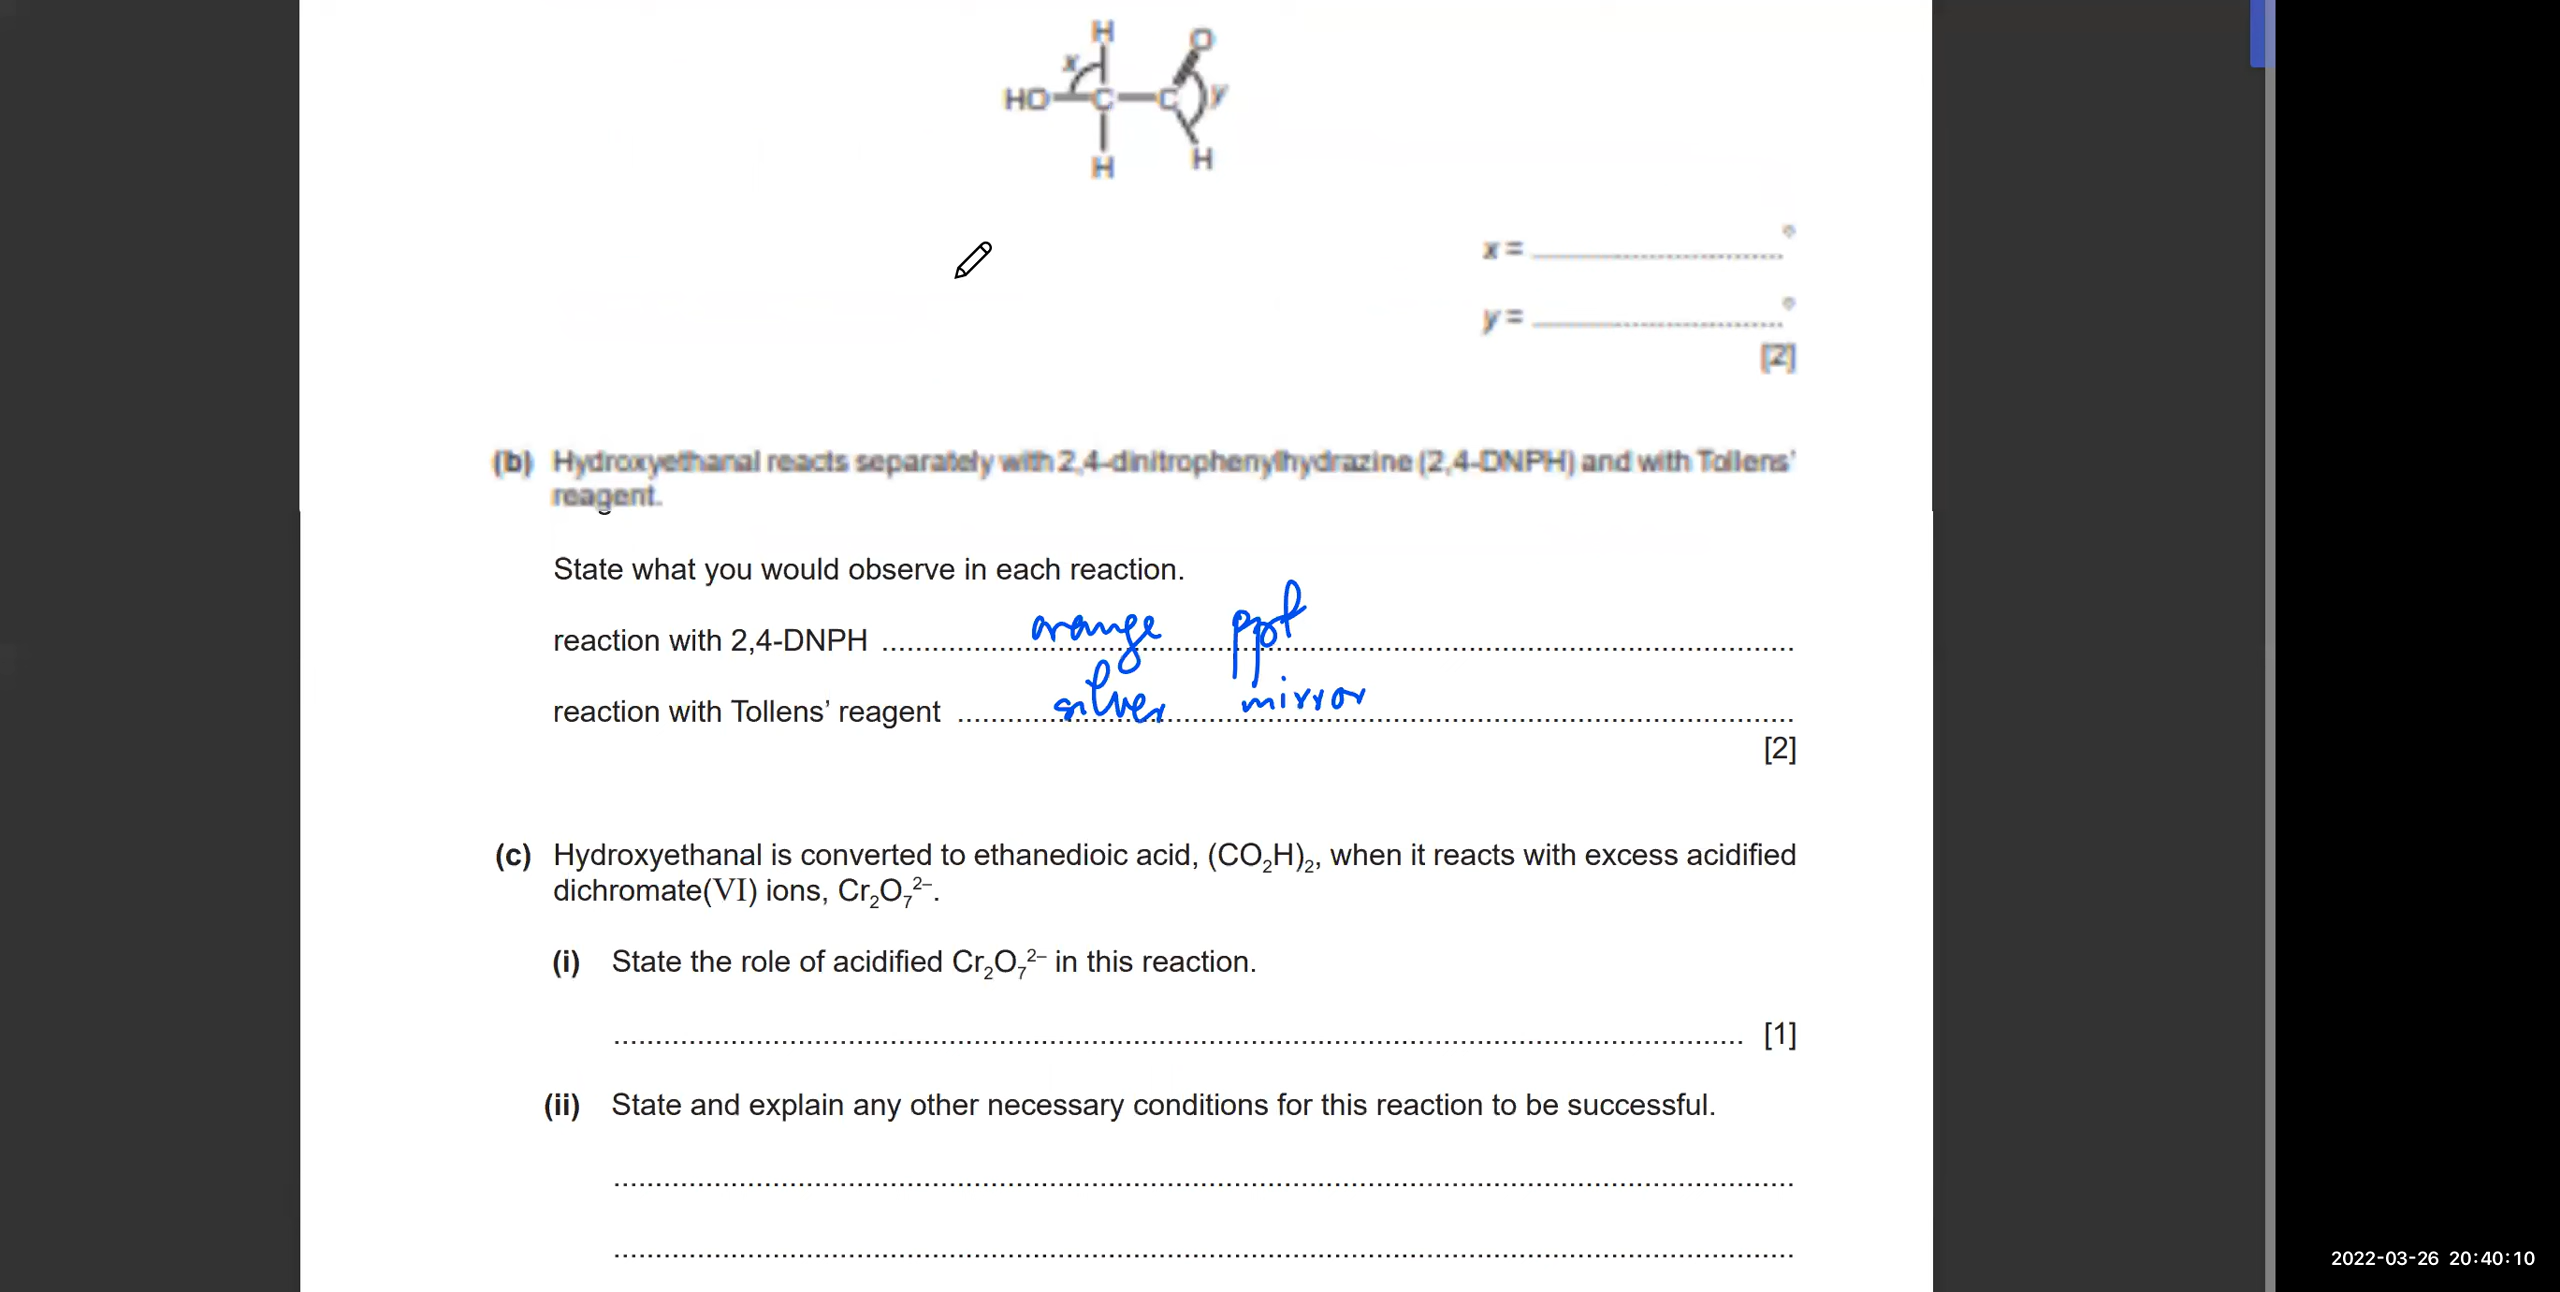 H O
x
HO C C y
H H
x = °
y = °
[2]
(b) Hydroxyethanal reacts separately with 2,4-dinitrophenylhydrazine (2,4-DNPH) and with Tollens’
reagent.
State what you would observe in each reaction.
reaction with 2,4-DNPH orange ppt
reaction with Tollens’ reagent silver mirror
[2]
(c) Hydroxyethanal is converted to ethanedioic acid, (CO₂H)₂, when it reacts with excess acidified
dichromate(VI) ions, Cr₂O₇²⁻.
(i) State the role of acidified Cr₂O₇²⁻ in this reaction.
[1]
(ii) State and explain any other necessary conditions for this reaction to be successful.
2022-03-26 20:40:10